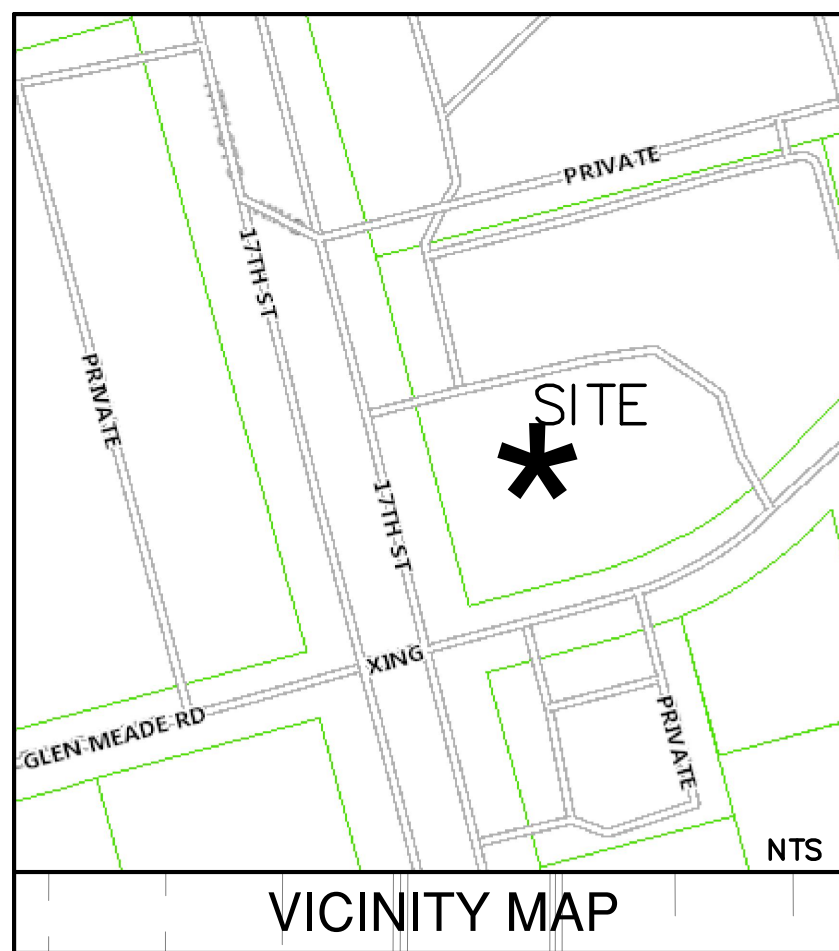 PRIVATE
17TH ST
PRIVATE
SITE
17TH ST
XING
GLEN MEADE RD
PRIVATE
NTS
VICINITY MAP